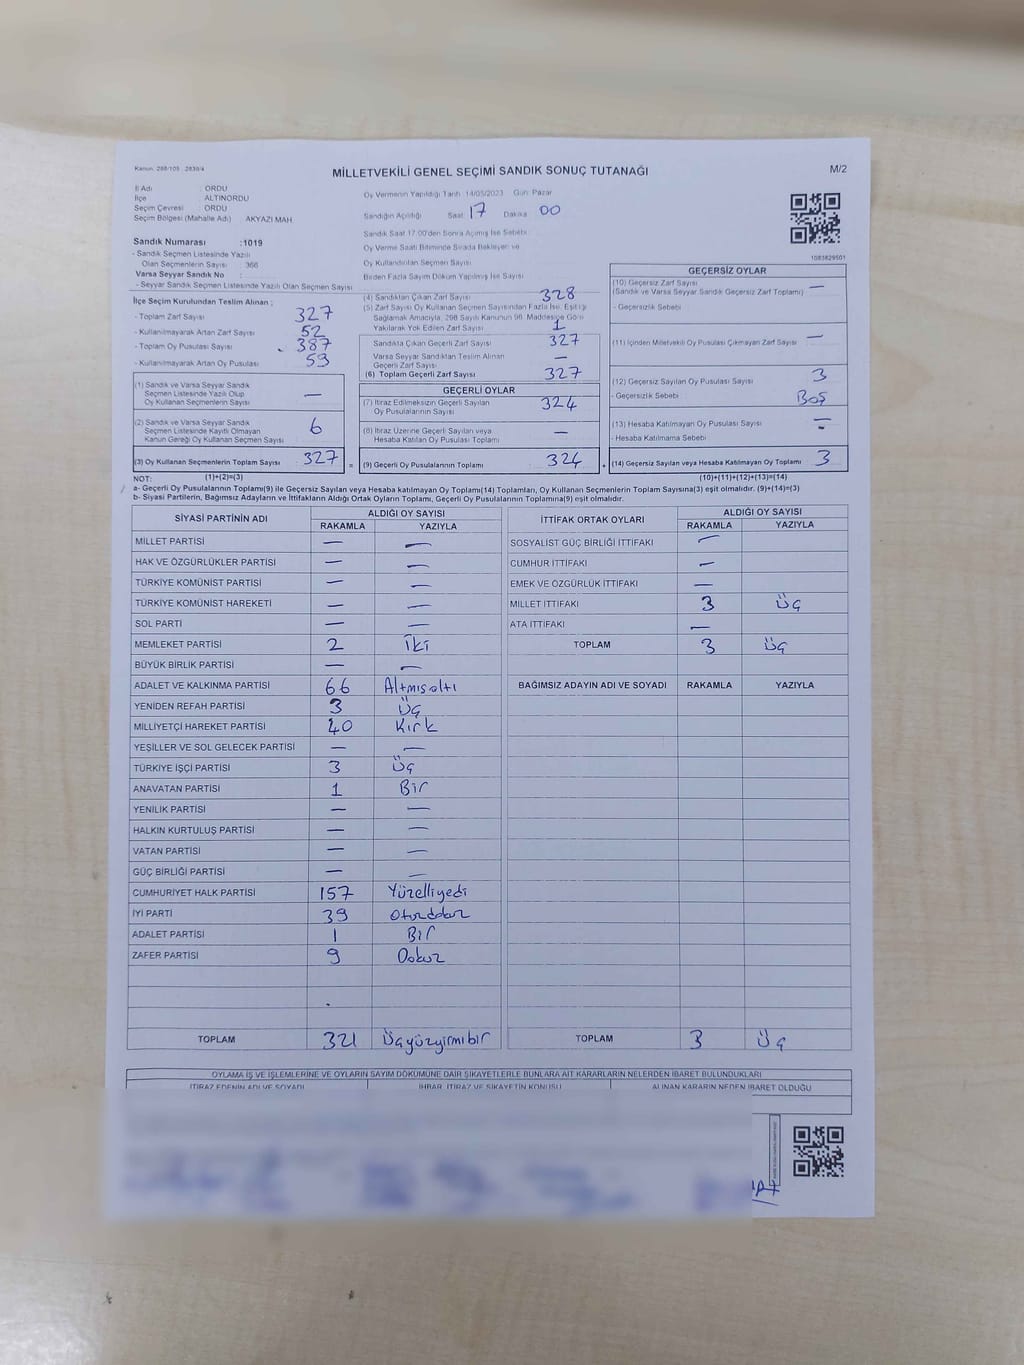 Kanun: 298/105 - 2839/4
MİLLETVEKİLİ GENEL SEÇİMİ SANDIK SONUÇ TUTANAĞI
M/2
İl Adı : ORDU
İlçe : ALTINORDU
Seçim Çevresi : ORDU
Seçim Bölgesi (Mahalle Adı) : AKYAZI MAH
Oy Vermenin Yapıldığı Tarih :14/05/2023 Gün: Pazar
Sandığın Açıldığı Saat: 17 Dakika: 00
Sandık Saat 17:00'den Sonra Açılmış İse Sebebi :
Oy Verme Saati Bitiminde Sırada Bekleyen ve
Oy Kullandırılan Seçmen Sayısı :
Birden Fazla Sayım Döküm Yapılmış İse Sayısı :
Sandık Numarası :1019
- Sandık Seçmen Listesinde Yazılı
Olan Seçmenlerin Sayısı : 366
Varsa Seyyar Sandık No :
- Seyyar Sandık Seçmen Listesinde Yazılı Olan Seçmen Sayısı :
1083829501
İlçe Seçim Kurulundan Teslim Alınan ;
- Toplam Zarf Sayısı : 327
- Kullanılmayarak Artan Zarf Sayısı : 52
- Toplam Oy Pusulası Sayısı : 387
- Kullanılmayarak Artan Oy Pusulası : 59
(1) Sandık ve Varsa Seyyar Sandık
Seçmen Listesinde Yazılı Olup
Oy Kullanan Seçmenlerin Sayısı —
(2) Sandık ve Varsa Seyyar Sandık
Seçmen Listesinde Kayıtlı Olmayan
Kanun Gereği Oy Kullanan Seçmen Sayısı 6
(3) Oy Kullanan Seçmenlerin Toplam Sayısı 327
(4) Sandıktan Çıkan Zarf Sayısı : 328
(5) Zarf Sayısı Oy Kullanan Seçmen Sayısından Fazla İse, Eşitliği
Sağlamak Amacıyla, 298 Sayılı Kanunun 98. Maddesine Göre
Yakılarak Yok Edilen Zarf Sayısı : 1
Sandıkta Çıkan Geçerli Zarf Sayısı : 327
Varsa Seyyar Sandıktan Teslim Alınan
Geçerli Zarf Sayısı : —
(6) Toplam Geçerli Zarf Sayısı : 327
GEÇERLİ OYLAR
(7) İtiraz Edilmeksizin Geçerli Sayılan
Oy Pusulalarının Sayısı : 324
(8) İtiraz Üzerine Geçerli Sayılan veya
Hesaba Katılan Oy Pusulası Toplamı : —
(9) Geçerli Oy Pusulalarının Toplamı : 324
GEÇERSİZ OYLAR
(10) Geçersiz Zarf Sayısı :
(Sandık ve Varsa Seyyar Sandık Geçersiz Zarf Toplamı) —
- Geçersizlik Sebebi :
(11) İçinden Milletvekili Oy Pusulası Çıkmayan Zarf Sayısı : —
(12) Geçersiz Sayılan Oy Pusulası Sayısı : 3
- Geçersizlik Sebebi : Boş
(13) Hesaba Katılmayan Oy Pusulası Sayısı : —
- Hesaba Katılmama Sebebi :
(14) Geçersiz Sayılan veya Hesaba Katılmayan Oy Toplamı : 3
NOT: (1)+(2)=(3) (10)+(11)+(12)+(13)=(14)
a- Geçerli Oy Pusulalarının Toplamı(9) ile Geçersiz Sayılan veya Hesaba katılmayan Oy Toplamı(14) Toplamları, Oy Kullanan Seçmenlerin Toplam Sayısına(3) eşit olmalıdır. (9)+(14)=(3)
b- Siyasi Partilerin, Bağımsız Adayların ve İttifakların Aldığı Ortak Oyların Toplamı, Geçerli Oy Pusulalarının Toplamına(9) eşit olmalıdır.
SİYASİ PARTİNİN ADI ALDIĞI OY SAYISI
RAKAMLA YAZIYLA
MİLLET PARTİSİ — —
HAK VE ÖZGÜRLÜKLER PARTİSİ — —
TÜRKİYE KOMÜNİST PARTİSİ — —
TÜRKİYE KOMÜNİST HAREKETİ — —
SOL PARTİ — —
MEMLEKET PARTİSİ 2 İki
BÜYÜK BİRLİK PARTİSİ — —
ADALET VE KALKINMA PARTİSİ 66 Altmışaltı
YENİDEN REFAH PARTİSİ 3 Üç
MİLLİYETÇİ HAREKET PARTİSİ 40 Kırk
YEŞİLLER VE SOL GELECEK PARTİSİ — —
TÜRKİYE İŞÇİ PARTİSİ 3 Üç
ANAVATAN PARTİSİ 1 Bir
YENİLİK PARTİSİ — —
HALKIN KURTULUŞ PARTİSİ — —
VATAN PARTİSİ — —
GÜÇ BİRLİĞİ PARTİSİ — —
CUMHURİYET HALK PARTİSİ 157 Yüzelliyedi
İYİ PARTİ 39 Otuzdokuz
ADALET PARTİSİ 1 Bir
ZAFER PARTİSİ 9 Dokuz
TOPLAM 321 Üçyüzyirmibir
İTTİFAK ORTAK OYLARI ALDIĞI OY SAYISI
RAKAMLA YAZIYLA
SOSYALİST GÜÇ BİRLİĞİ İTTİFAKI —
CUMHUR İTTİFAKI —
EMEK VE ÖZGÜRLÜK İTTİFAKI —
MİLLET İTTİFAKI 3 Üç
ATA İTTİFAKI —
TOPLAM 3 Üç
BAĞIMSIZ ADAYIN ADI VE SOYADI RAKAMLA YAZIYLA
TOPLAM 3 Üç
OYLAMA İŞ VE İŞLEMLERİNE VE OYLARIN SAYIM DÖKÜMÜNE DAİR ŞİKAYETLERLE BUNLARA AİT KARARLARIN NELERDEN İBARET BULUNDUKLARI
İTİRAZ EDENİN ADI VE SOYADI İHBAR, İTİRAZ VE ŞİKAYETİN KONUSU ALINAN KARARIN NEDEN İBARET OLDUĞU